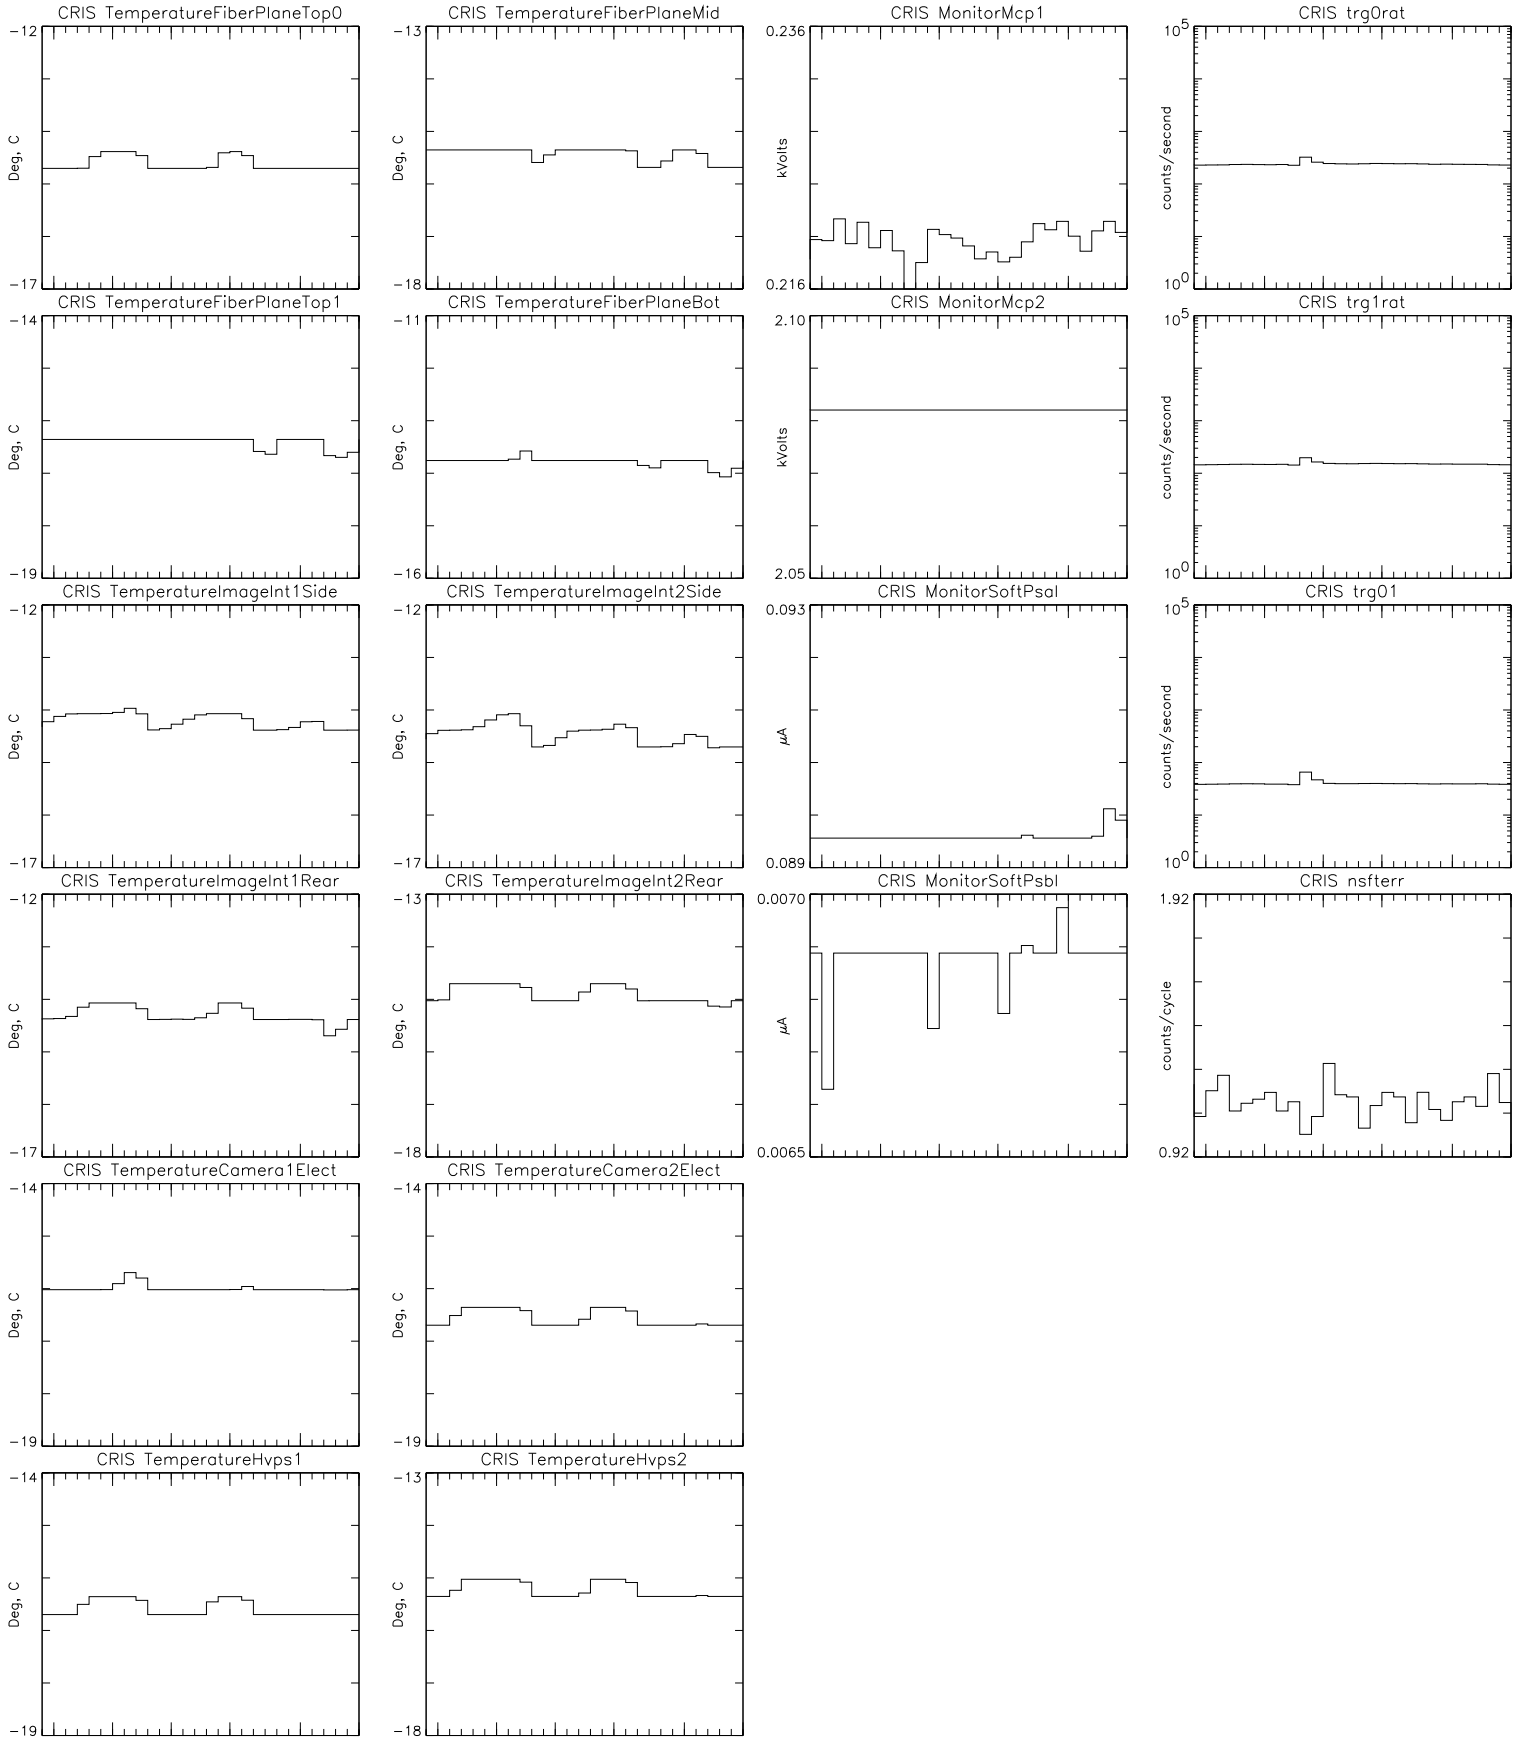 CRIS TemperatureFiberPlaneTop0
-12
Deg, C
-17
CRIS TemperatureFiberPlaneMid
-13
Deg, C
-18
CRIS MonitorMcp1
0.236
kVolts
0.216
CRIS trg0rat
10^5
counts/second
10^0
CRIS TemperatureFiberPlaneTop1
-14
Deg, C
-19
CRIS TemperatureFiberPlaneBot
-11
Deg, C
-16
CRIS MonitorMcp2
2.10
kVolts
2.05
CRIS trg1rat
10^5
counts/second
10^0
CRIS TemperatureImageInt1Side
-12
Deg, C
-17
CRIS TemperatureImageInt2Side
-12
Deg, C
-17
CRIS MonitorSoftPsaI
0.093
μA
0.089
CRIS trg01
10^5
counts/second
10^0
CRIS TemperatureImageInt1Rear
-12
Deg, C
-17
CRIS TemperatureImageInt2Rear
-13
Deg, C
-18
CRIS MonitorSoftPsbI
0.0070
μA
0.0065
CRIS nsfterr
1.92
counts/cycle
0.92
CRIS TemperatureCamera1Elect
-14
Deg, C
-19
CRIS TemperatureCamera2Elect
-14
Deg, C
-19
CRIS TemperatureHvps1
-14
Deg, C
-19
CRIS TemperatureHvps2
-13
Deg, C
-18